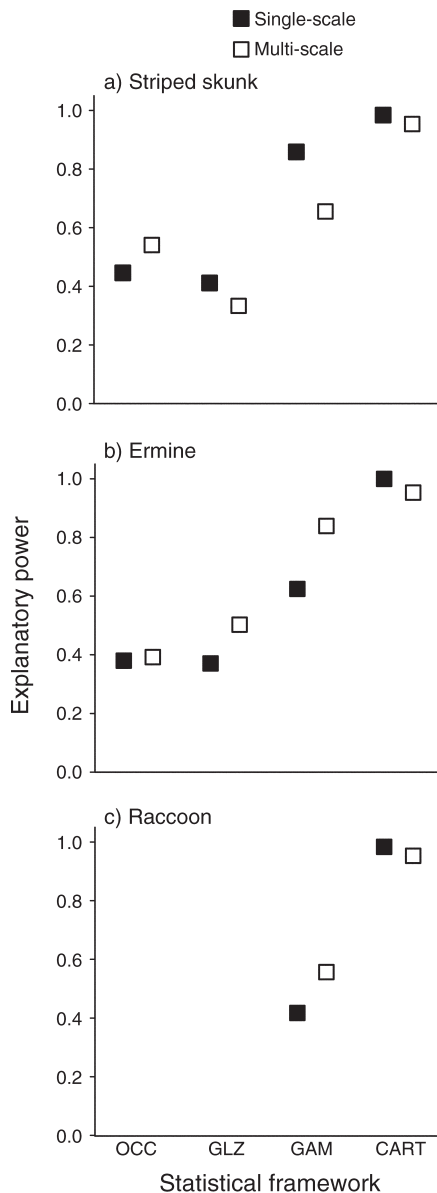 Single-scale
Multi-scale
a) Striped skunk
1.0
0.8
0.6
0.4
0.2
0.0
b) Ermine
1.0
0.8
0.6
0.4
0.2
0.0
Explanatory power
c) Raccoon
1.0
0.8
0.6
0.4
0.2
0.0
OCC GLZ GAM CART
Statistical framework